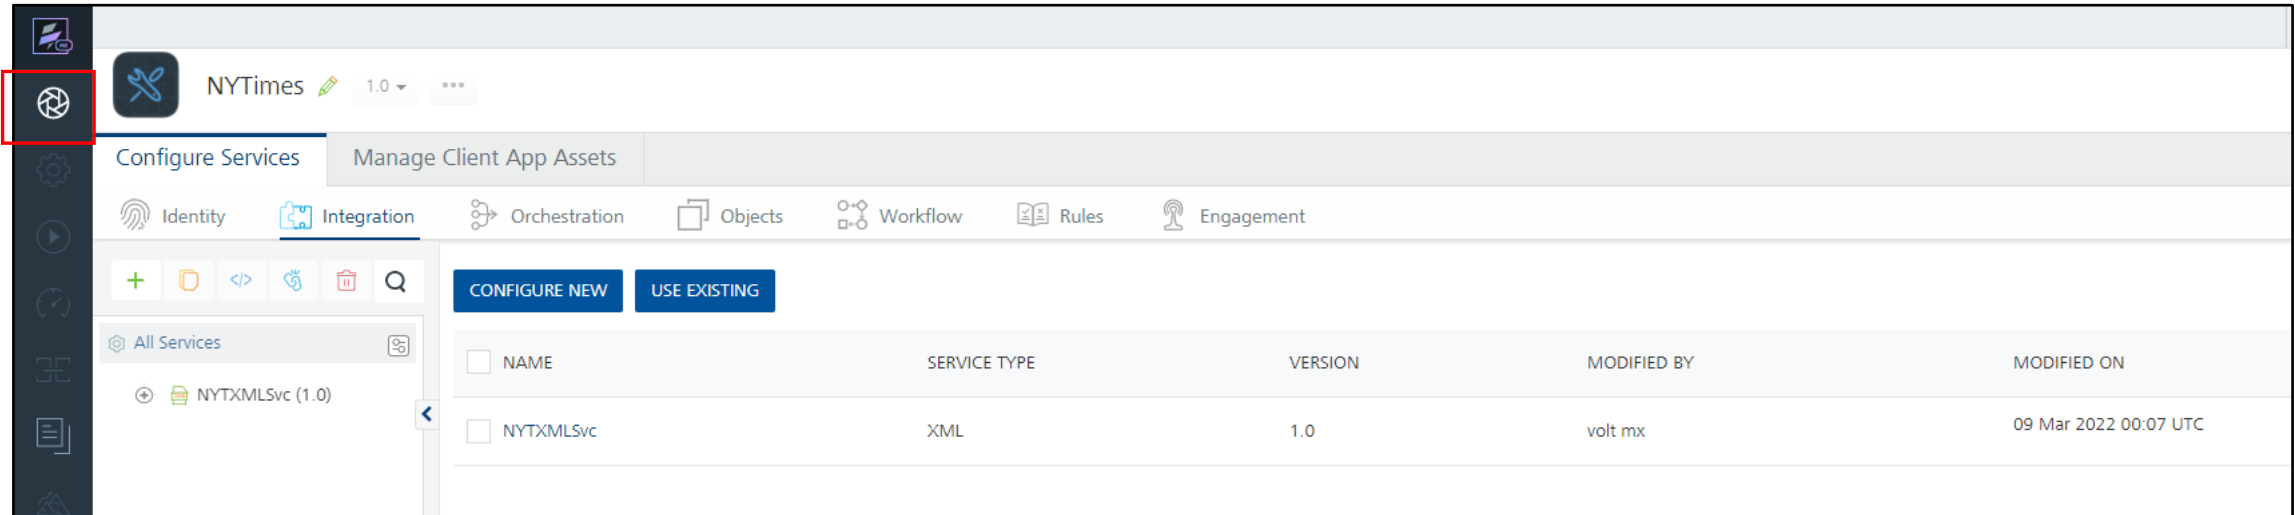 NYTimes 1.0
Configure Services Manage Client App Assets
Identity Integration Orchestration Objects Workflow Rules Engagement
CONFIGURE NEW USE EXISTING
All Services
NAME SERVICE TYPE VERSION MODIFIED BY MODIFIED ON
NYTXMLSvc (1.0)
NYTXMLSvc XML 1.0 volt mx 09 Mar 2022 00:07 UTC